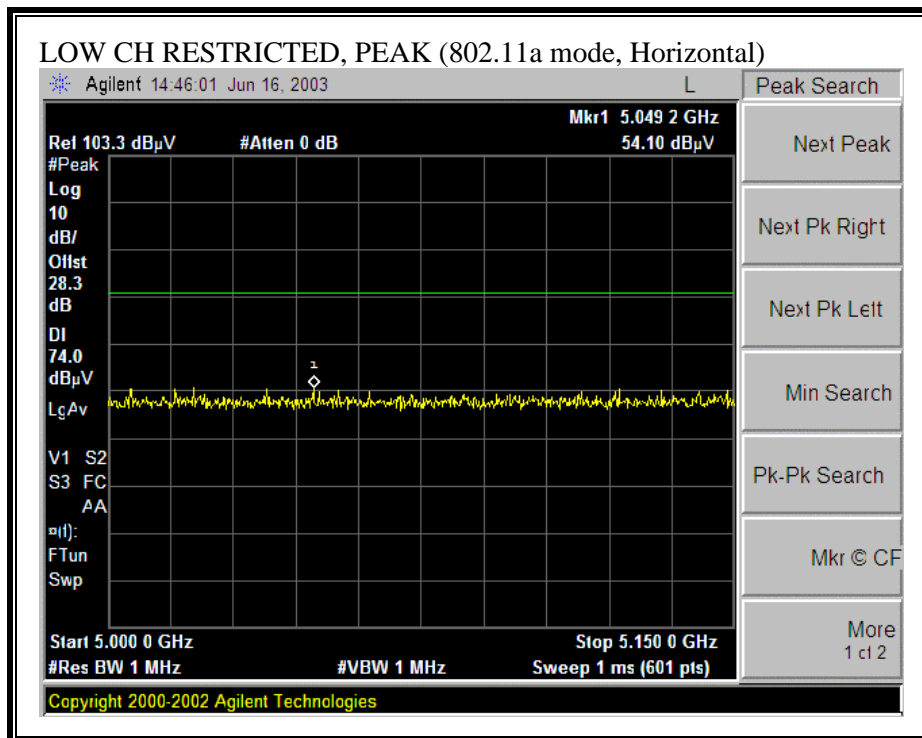 LOW CH RESTRICTED, PEAK (802.11a mode, Horizontal)
Agilent 14:46:01 Jun 16, 2003 L
Peak Search
Mkr1 5.049 2 GHz
Ref 103.3 dBµV #Atten 0 dB 54.10 dBµV
#Peak
Log
10
dB/
Offst
28.3
dB
DI
74.0
dBµV
LgAv
1
V1 S2
S3 FC
AA
¤(f):
FTun
Swp
Start 5.000 0 GHz Stop 5.150 0 GHz
#Res BW 1 MHz #VBW 1 MHz Sweep 1 ms (601 pts)
Copyright 2000-2002 Agilent Technologies
Next Peak
Next Pk Right
Next Pk Left
Min Search
Pk-Pk Search
Mkr © CF
More
1 of 2